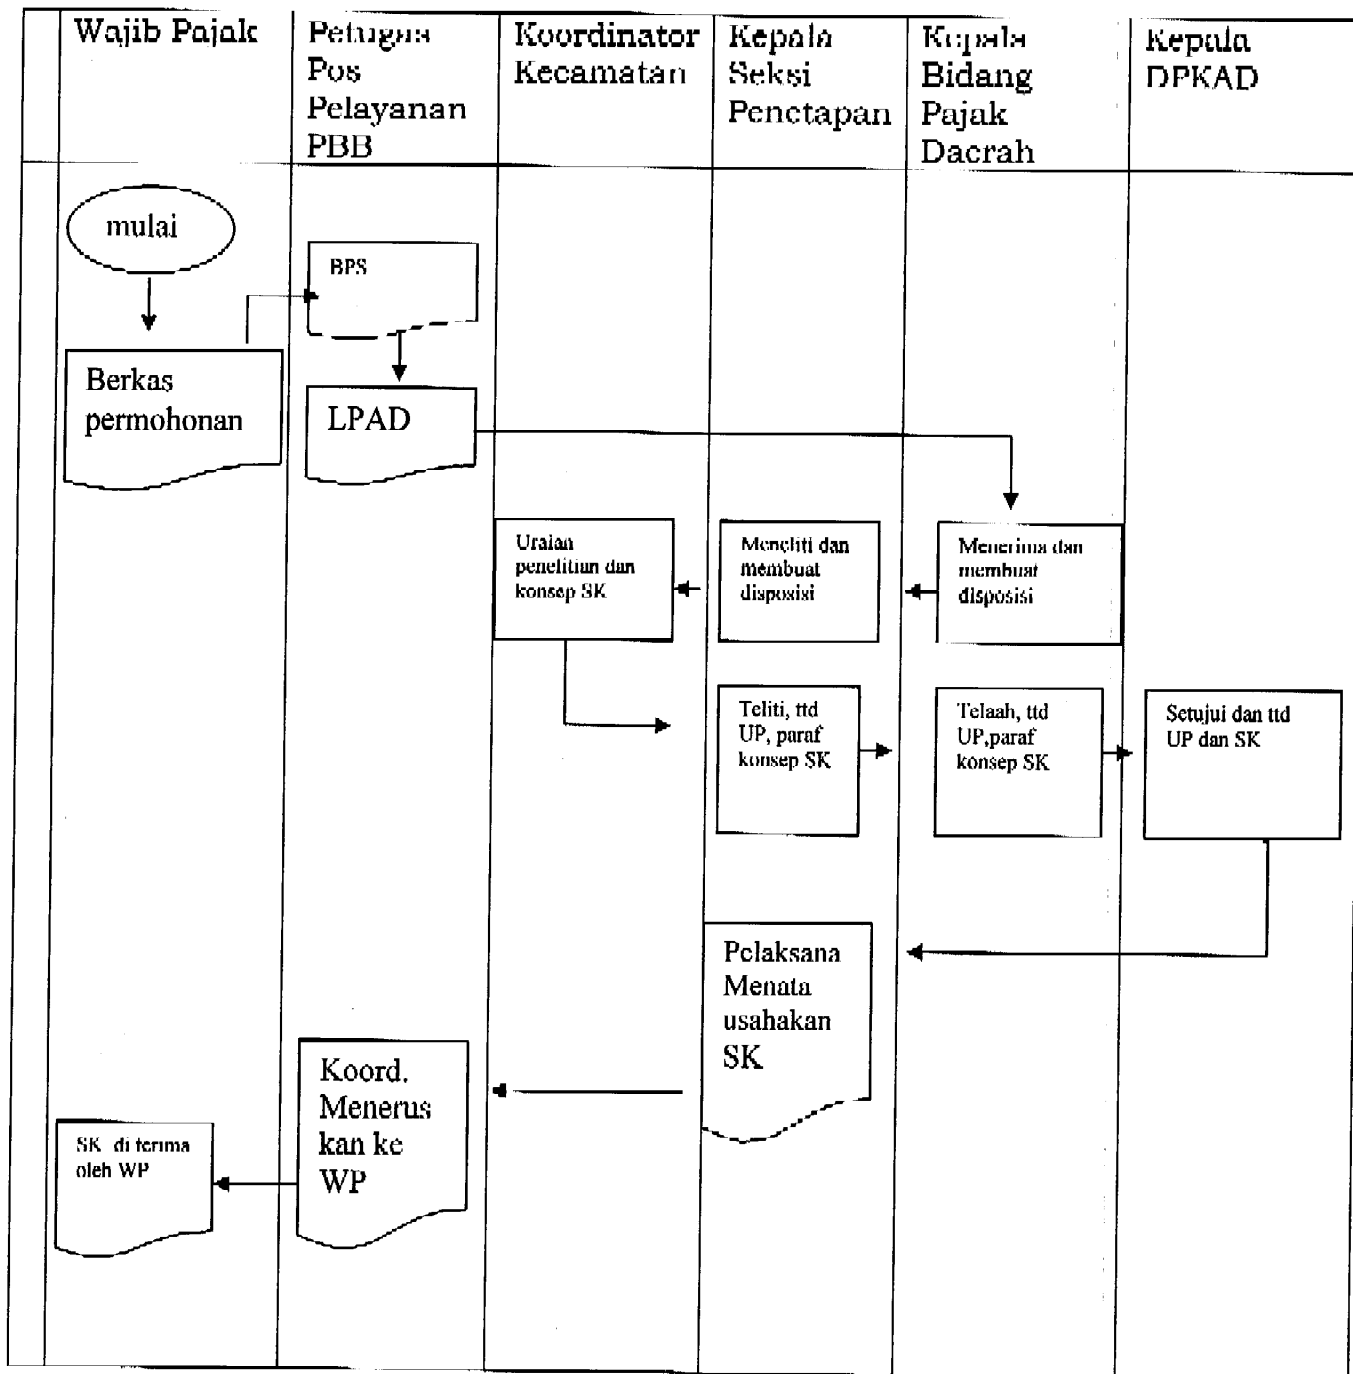 Wajib Pajak
Petugas
Pos
Pelayanan
PBB
Koordinator
Kecamatan
Kepala
Seksi
Penetapan
Kepala
Bidang
Pajak
Daerah
Kepala
DPKAD
mulai
BPS
Berkas
permohonan
LPAD
Uraian
penelitian dan
konsep SK
Meneliti dan
membuat
disposisi
Menerima dan
membuat
disposisi
Teliti, ttd
UP, paraf
konsep SK
Telaah, ttd
UP,paraf
konsep SK
Setujui dan ttd
UP dan SK
Pelaksana
Menata
usahakan
SK
Koord.
Menerus
kan ke
WP
SK di terima
oleh WP